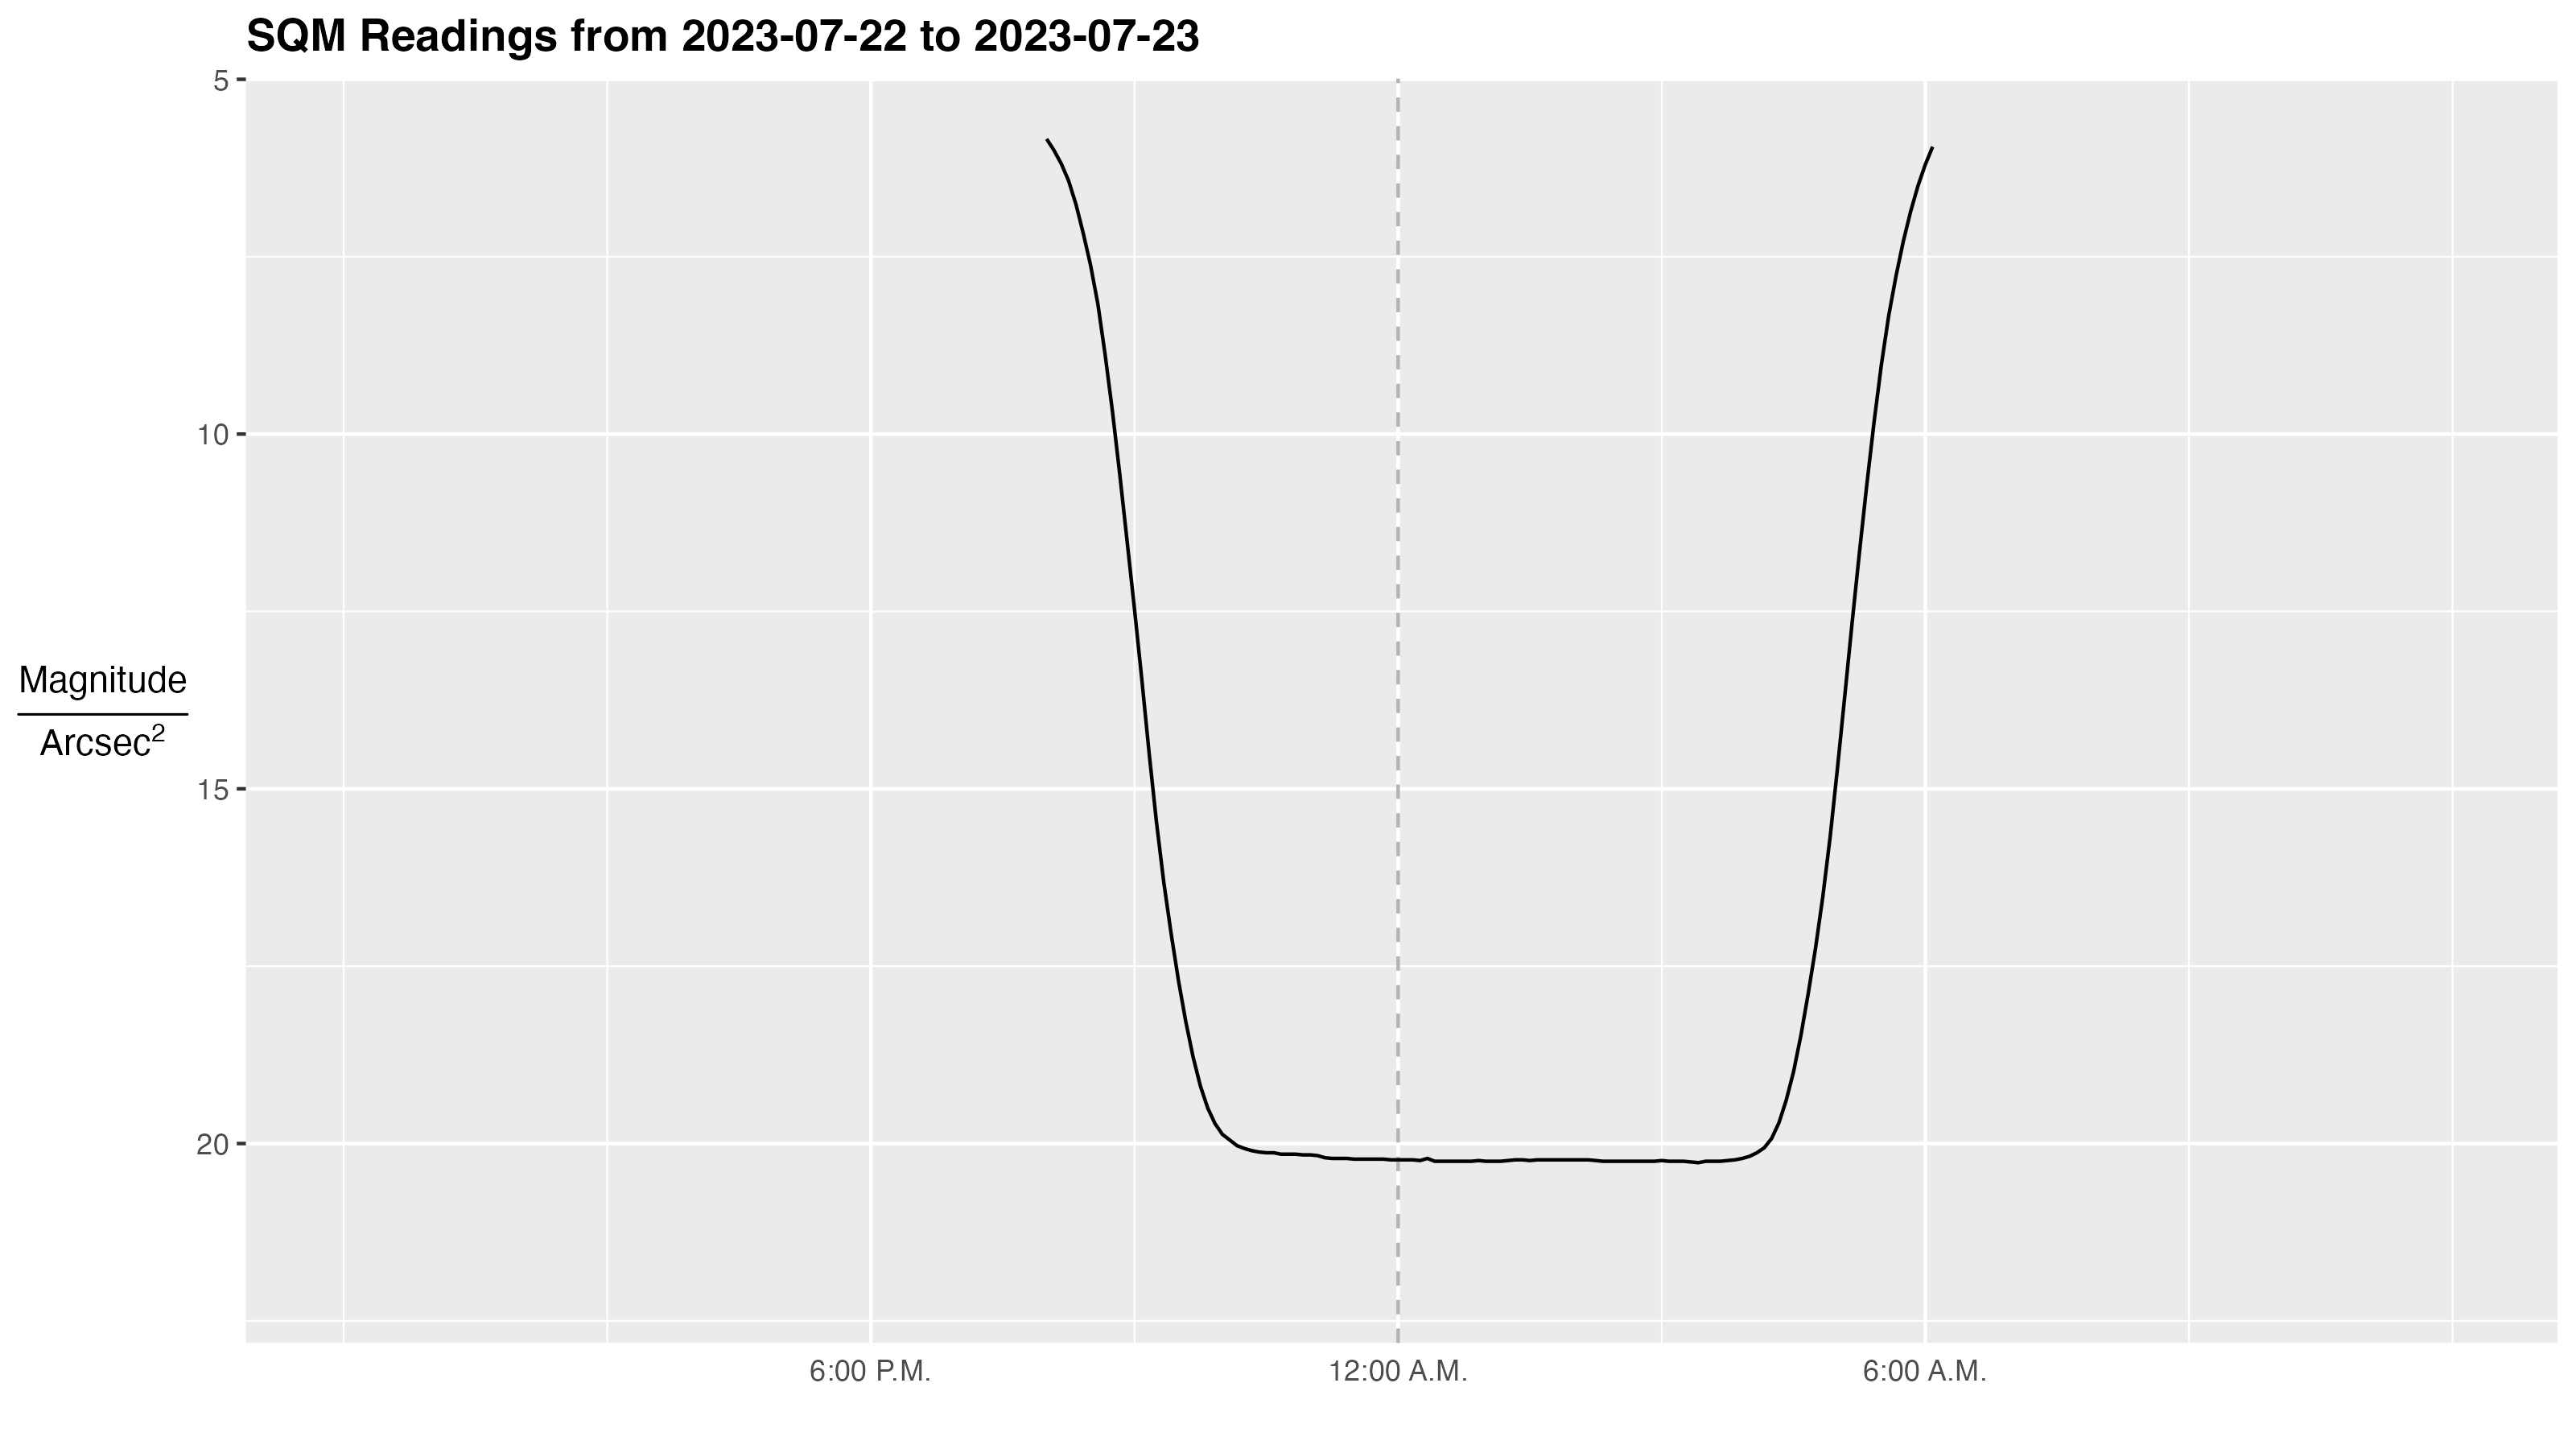 SQM Readings from 2023-07-22 to 2023-07-23
5
10
15
20
Magnitude
Arcsec²
6:00 P.M.
12:00 A.M.
6:00 A.M.